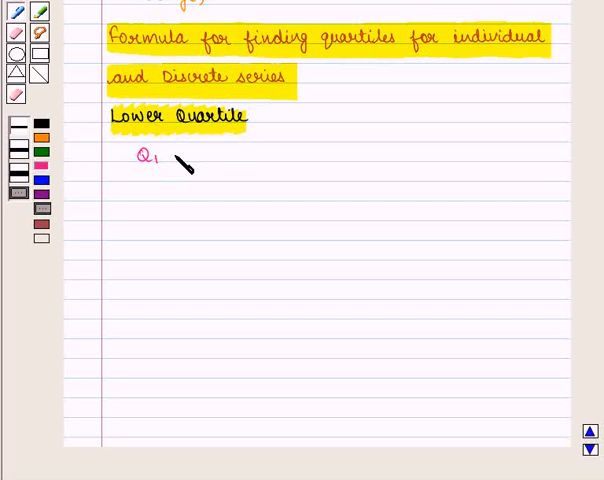 Formula for finding quartiles for individual
and Discrete series
Lower Quartile
Q₁